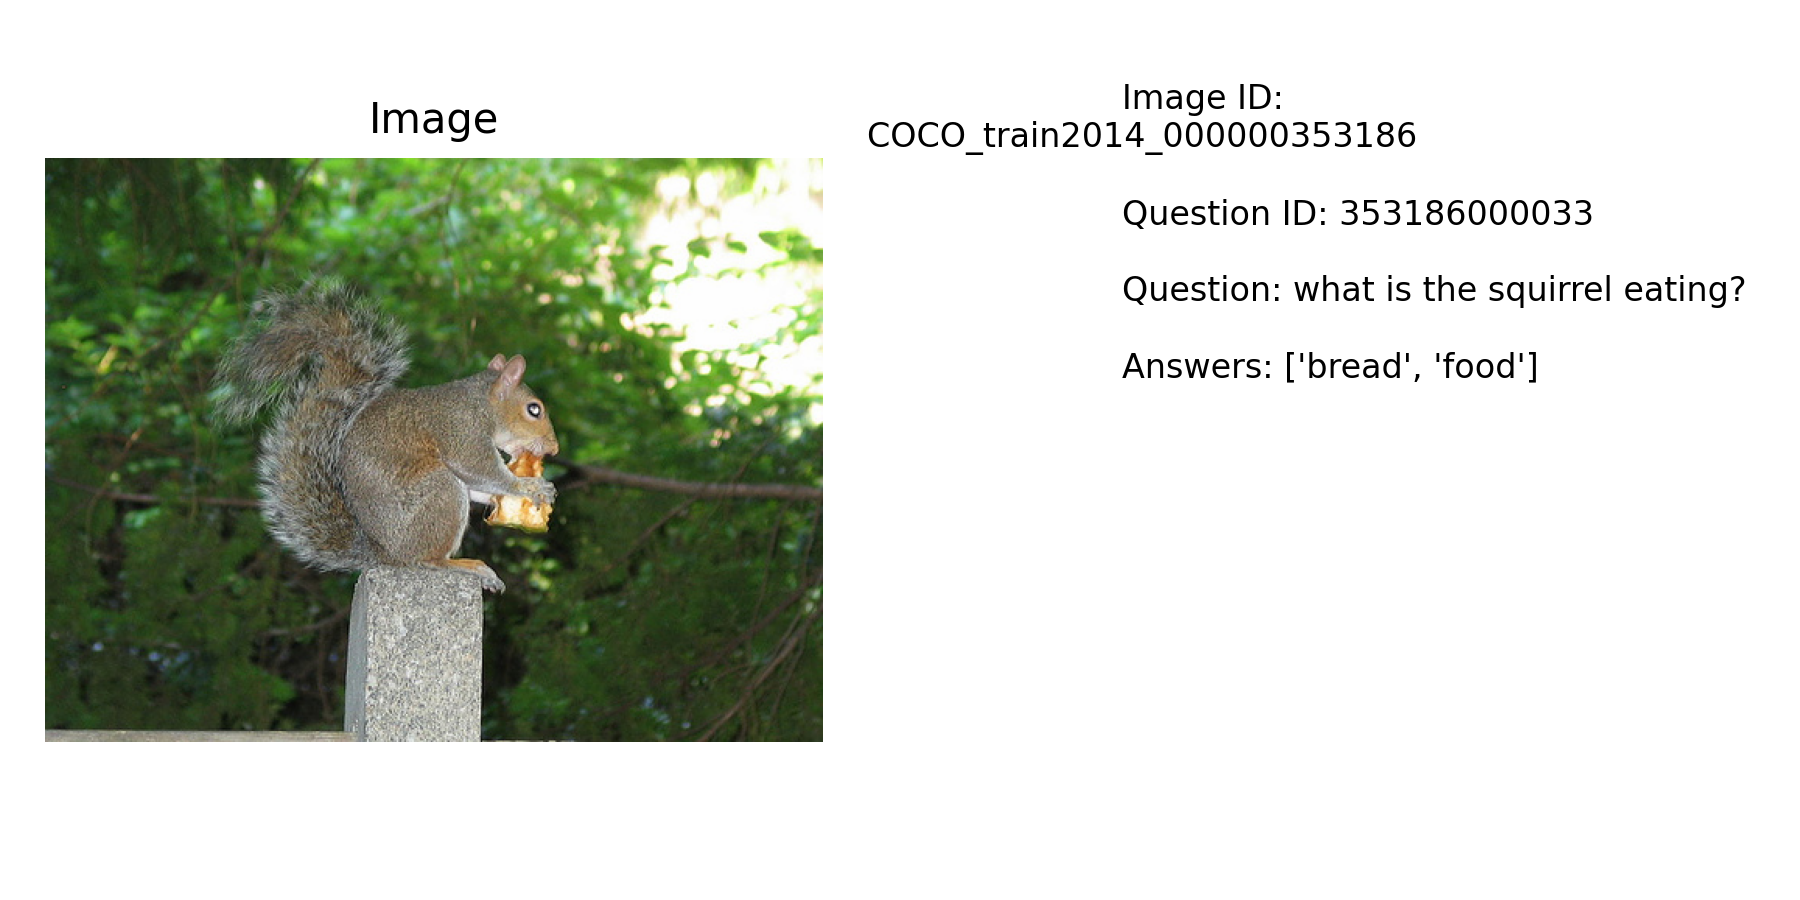 Image
Image ID:
COCO_train2014_000000353186
Question ID: 353186000033
Question: what is the squirrel eating?
Answers: ['bread', 'food']